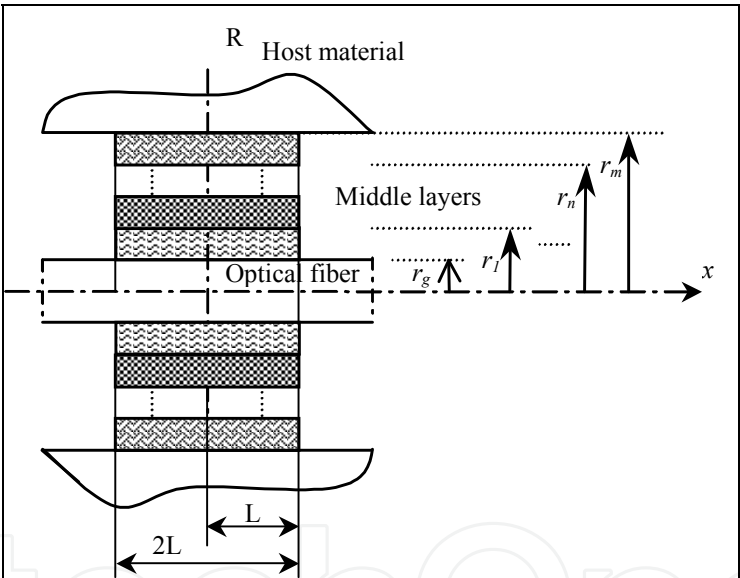 R
Host material
r_m
Middle layers
r_n
r_1
Optical fiber
r_g
x
L
2L